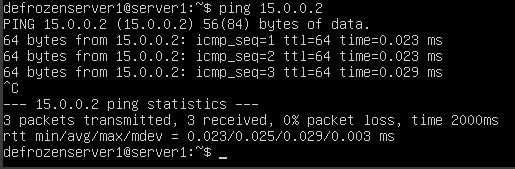 defrozenserver1@server1:~$ ping 15.0.0.2
PING 15.0.0.2 (15.0.0.2) 56(84) bytes of data.
64 bytes from 15.0.0.2: icmp_seq=1 ttl=64 time=0.023 ms
64 bytes from 15.0.0.2: icmp_seq=2 ttl=64 time=0.023 ms
64 bytes from 15.0.0.2: icmp_seq=3 ttl=64 time=0.029 ms
^C
--- 15.0.0.2 ping statistics ---
3 packets transmitted, 3 received, 0% packet loss, time 2000ms
rtt min/avg/max/mdev = 0.023/0.025/0.029/0.003 ms
defrozenserver1@server1:~$ _